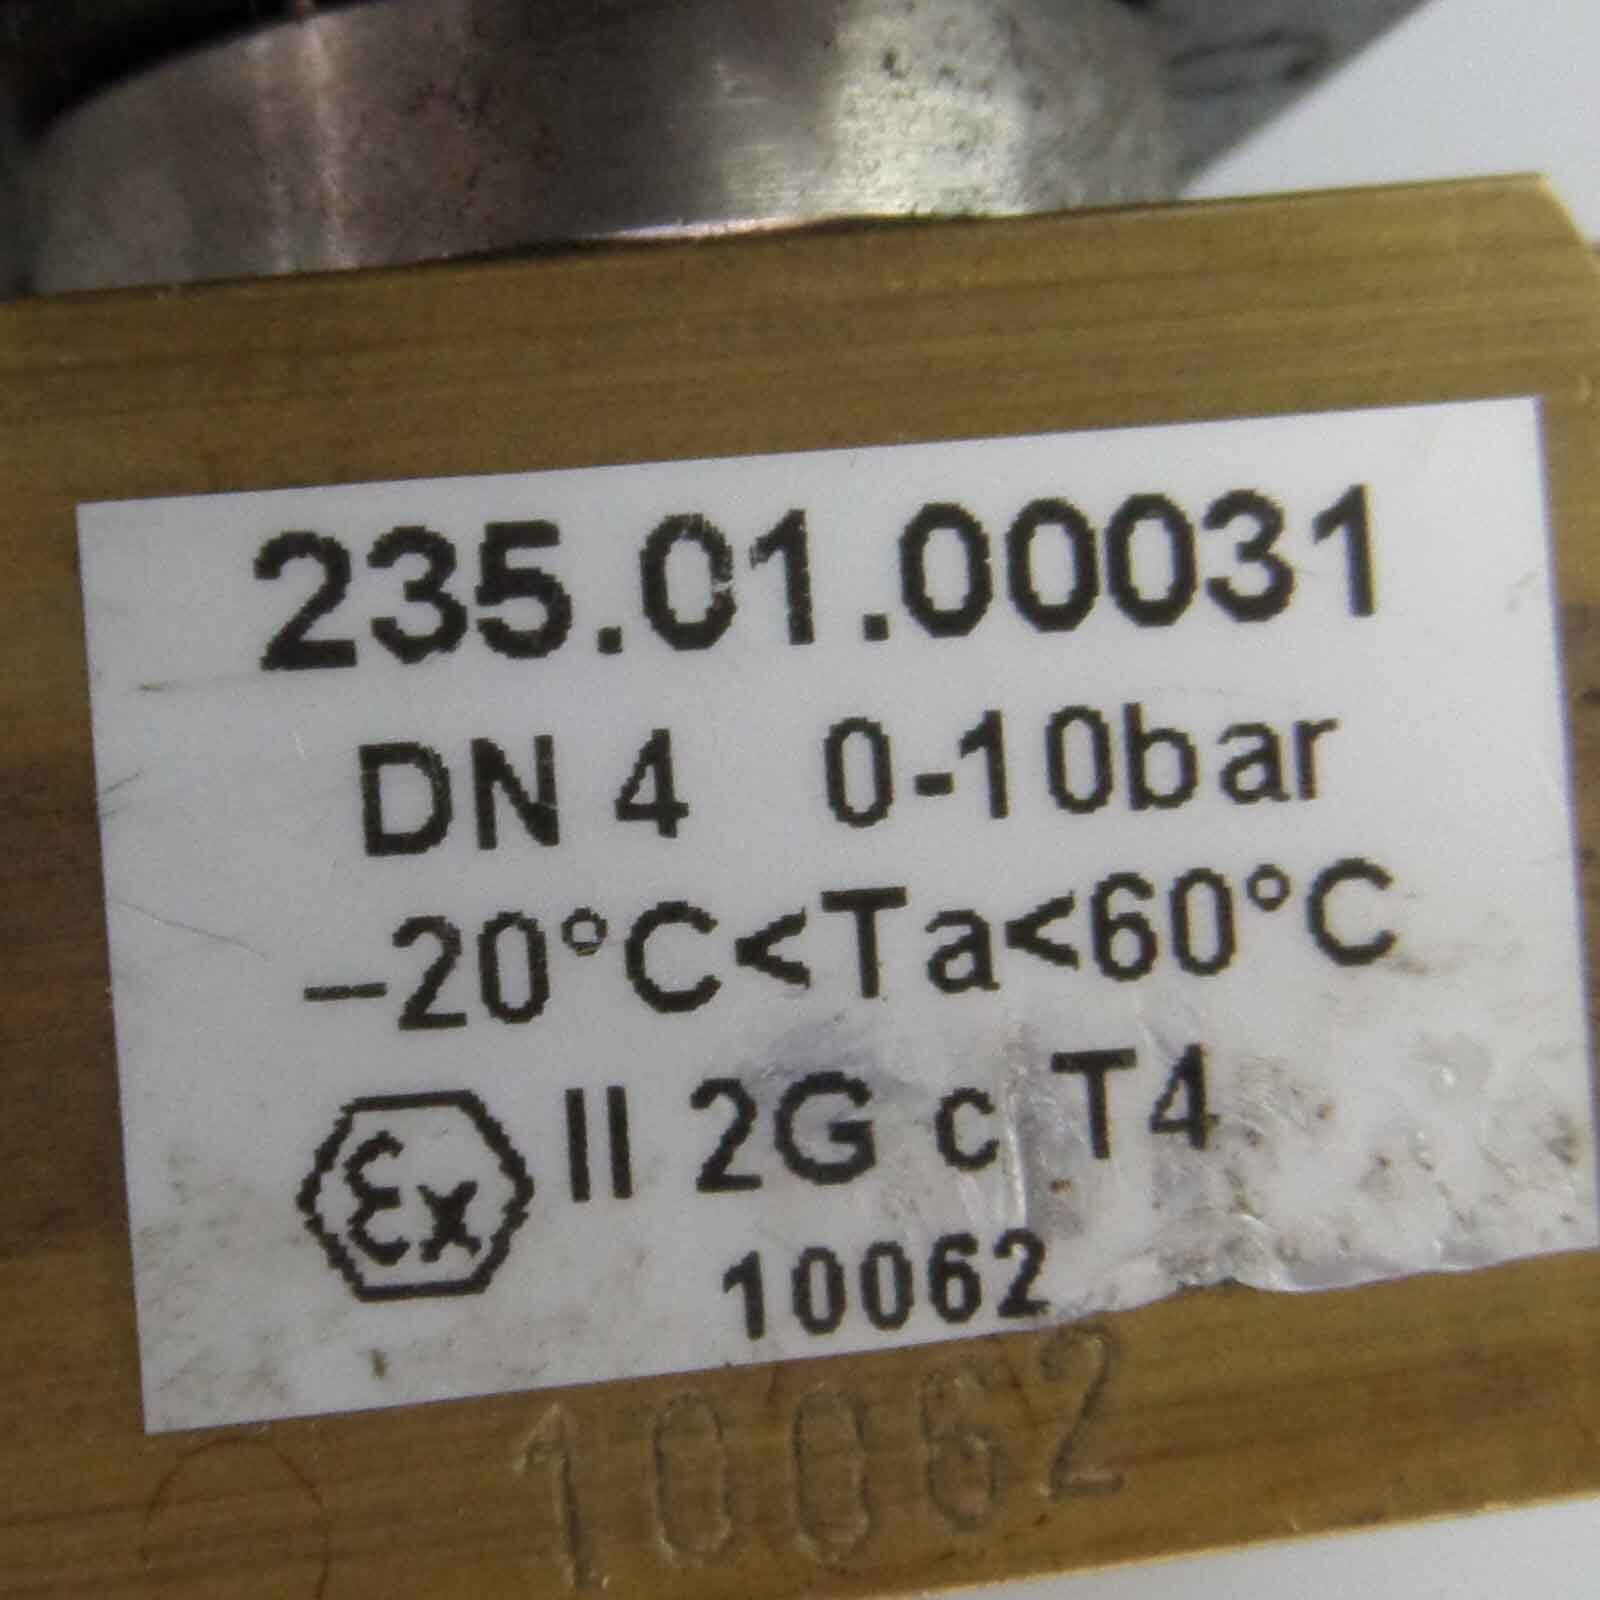 235.01.00031
DN 4 0-10bar
–20°C<Ta<60°C
Ex II 2G c T4
10062
10062